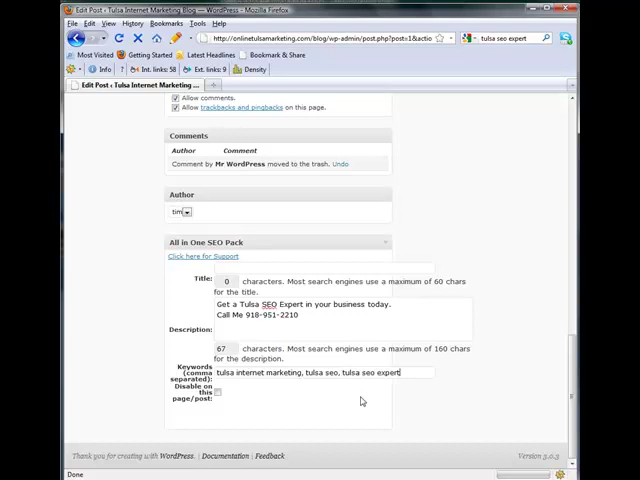 Edit Post ‹ Tulsa Internet Marketing Blog — WordPress - Mozilla Firefox
File Edit View History Bookmarks Tools Help
http://onlinetulsamarketing.com/blog/wp-admin/post.php?post=1&actio
tulsa seo expert
Most Visited Getting Started Latest Headlines Bookmark & Share
Info Int. links: 58 Ext. links: 9 Density
Edit Post ‹ Tulsa Internet Marketing ...
Allow comments.
Allow trackbacks and pingbacks on this page.
Comments
Author Comment
Comment by Mr WordPress moved to the trash. Undo
Author
tim
All in One SEO Pack
Click here for Support
Title:
0 characters. Most search engines use a maximum of 60 chars
for the title.
Get a Tulsa SEO Expert in your business today.
Call Me 918-951-2210
Description:
67 characters. Most search engines use a maximum of 160 chars
for the description.
Keywords (comma separated): tulsa internet marketing, tulsa seo, tulsa seo expert
Disable on this page/post:
Thank you for creating with WordPress. | Documentation | Feedback
Version 3.0.3
Done